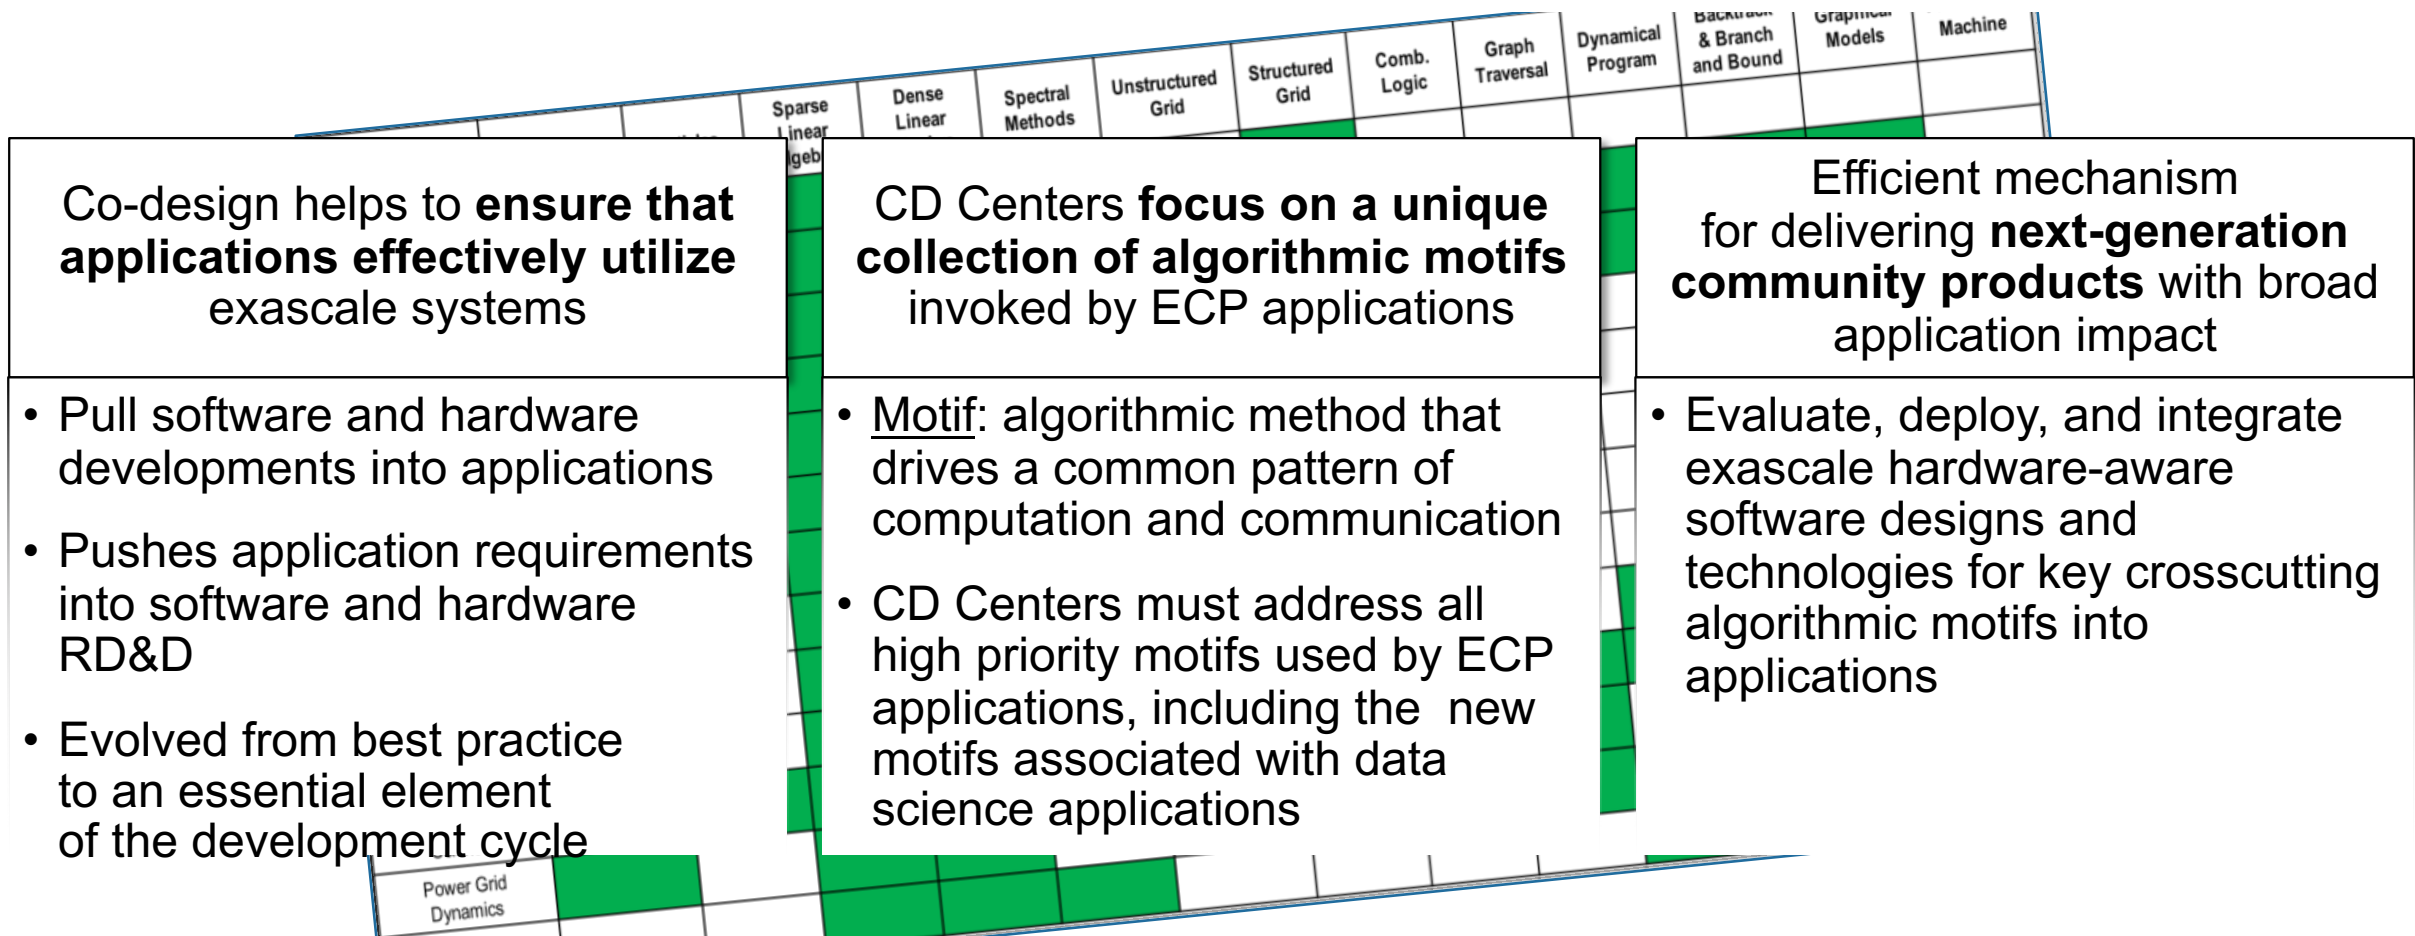 Backtrack
& Branch
and Bound
Graphical
Models
Machine
Dynamical
Program
Graph
Traversal
Comb.
Logic
Structured
Grid
Unstructured
Grid
Spectral
Methods
Dense
Linear
Sparse
Linear
Co-design helps to ensure that
applications effectively utilize
exascale systems
• Pull software and hardware
developments into applications
• Pushes application requirements
into software and hardware
RD&D
• Evolved from best practice
to an essential element
of the development cycle
CD Centers focus on a unique
collection of algorithmic motifs
invoked by ECP applications
• Motif: algorithmic method that
drives a common pattern of
computation and communication
• CD Centers must address all
high priority motifs used by ECP
applications, including the  new
motifs associated with data
science applications
Efficient mechanism
for delivering next-generation
community products with broad
application impact
• Evaluate, deploy, and integrate
exascale hardware-aware
software designs and
technologies for key crosscutting
algorithmic motifs into
applications
Power Grid
Dynamics